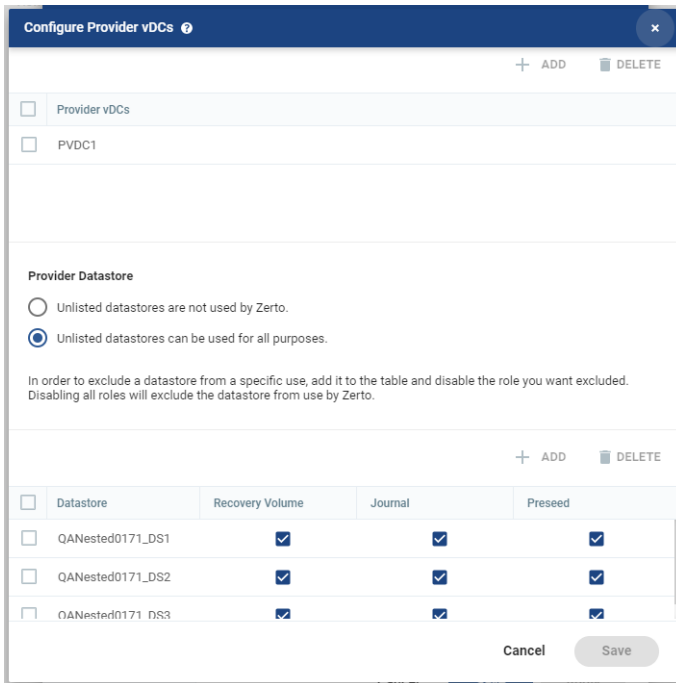 Configure Provider vDCs ?
×
+ ADD DELETE
Provider vDCs
PVDC1
Provider Datastore
Unlisted datastores are not used by Zerto.
Unlisted datastores can be used for all purposes.
In order to exclude a datastore from a specific use, add it to the table and disable the role you want excluded.
Disabling all roles will exclude the datastore from use by Zerto.
+ ADD DELETE
Datastore Recovery Volume Journal Preseed
QANested0171_DS1
QANested0171_DS2
QANested0171_DS3
Cancel Save